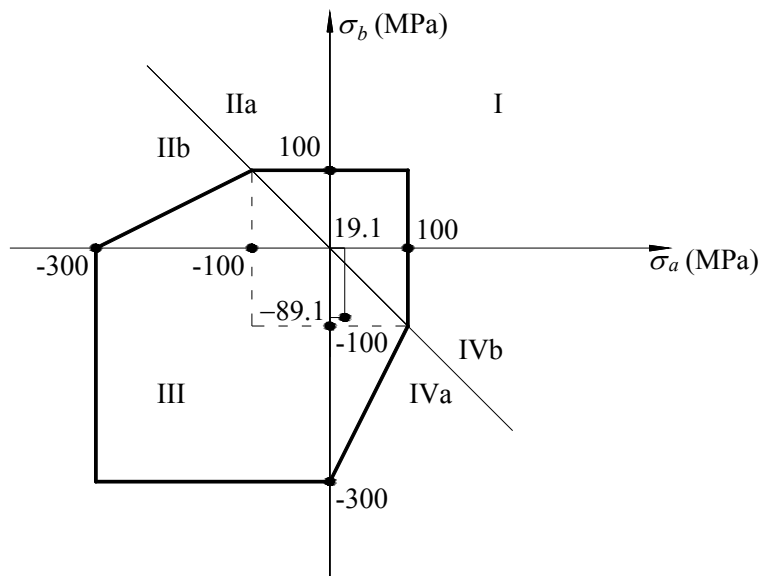 σb (MPa)
IIa
I
IIb
100
19.1
100
-300
-100
σa (MPa)
−89.1
-100
IVb
III
IVa
-300